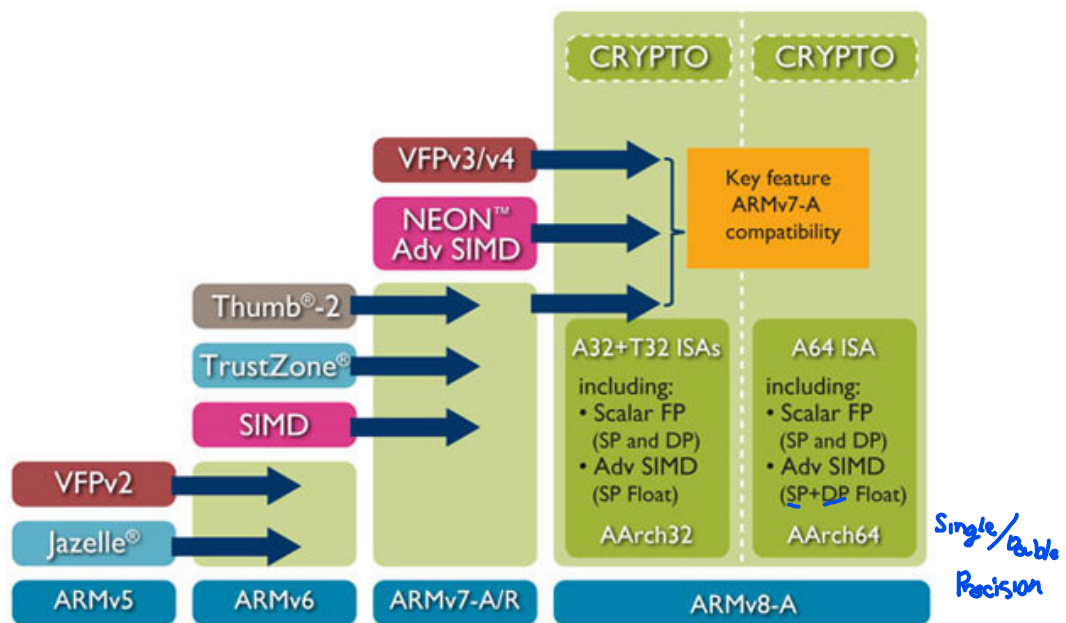 CRYPTO
CRYPTO
VFPv3/v4
NEON™
Adv SIMD
Key feature
ARMv7-A
compatibility
Thumb®-2
TrustZone®
SIMD
A32+T32 ISAs
including:
• Scalar FP
(SP and DP)
• Adv SIMD
(SP Float)
AArch32
A64 ISA
including:
• Scalar FP
(SP and DP)
• Adv SIMD
(SP+DP Float)
AArch64
VFPv2
Jazelle®
Single/Double
Precision
ARMv5
ARMv6
ARMv7-A/R
ARMv8-A